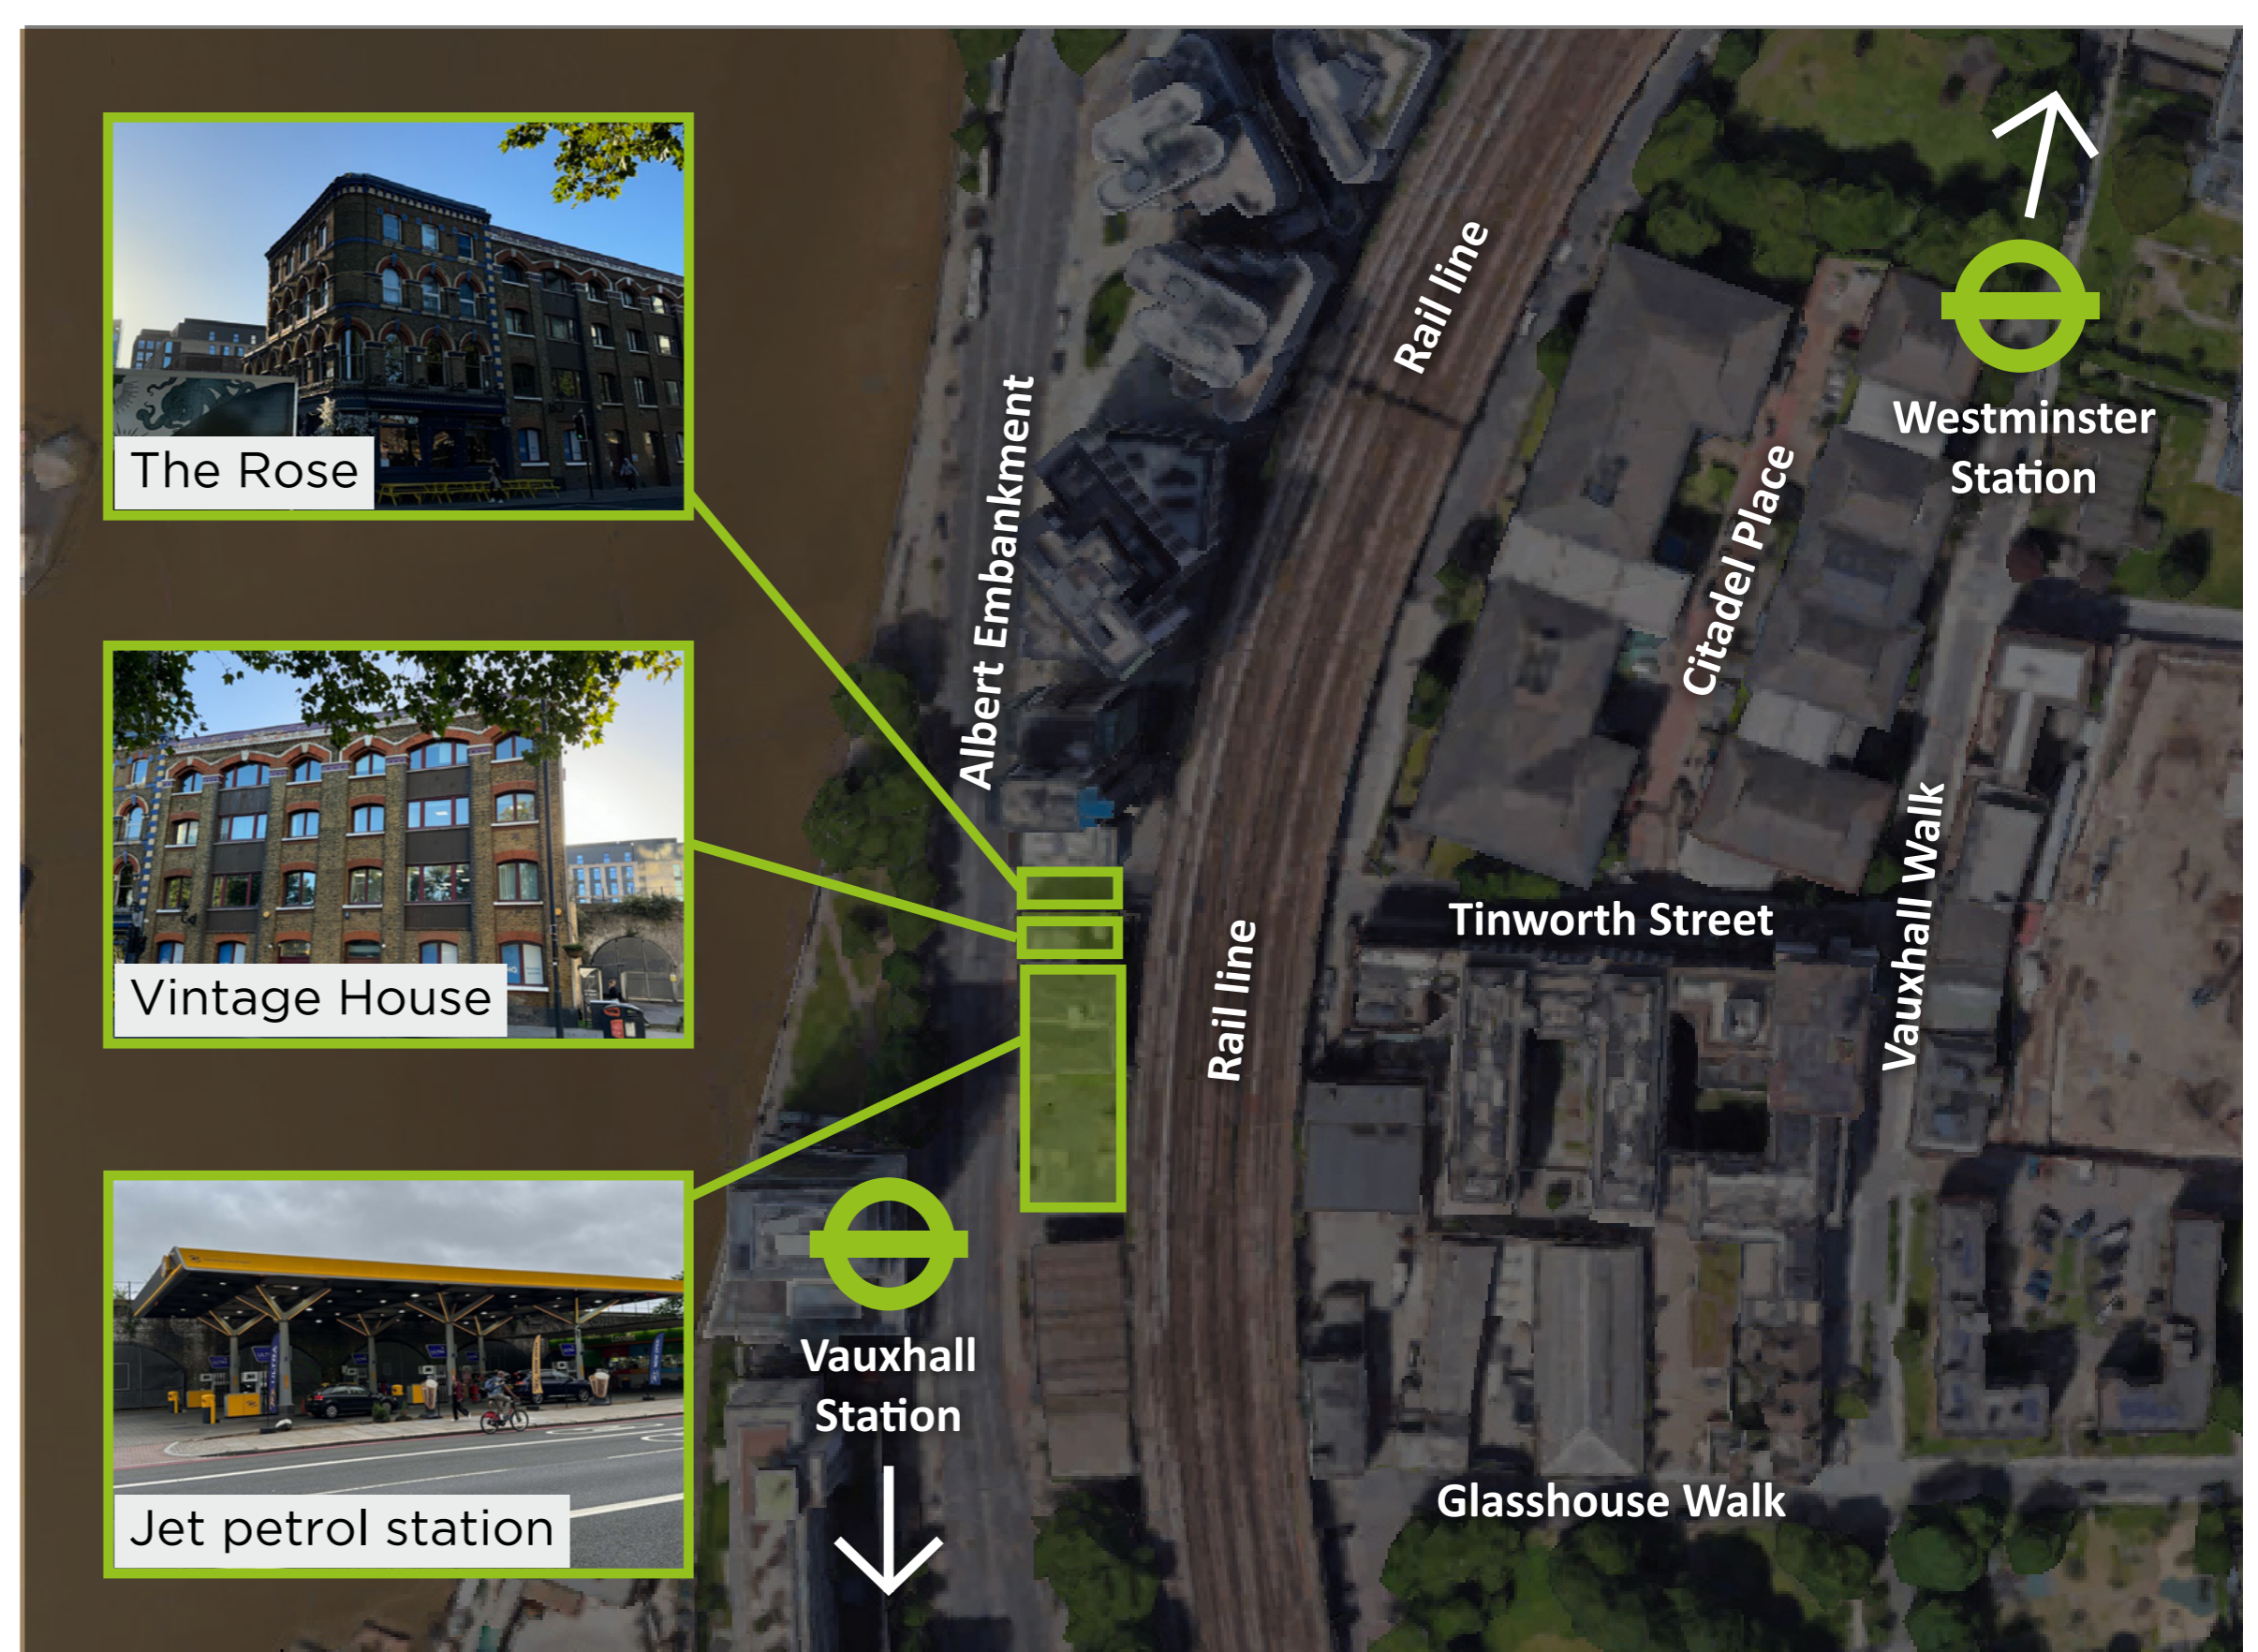 The Rose
Vintage House
Jet petrol station
Albert Embankment
Rail line
Rail line
Citadel Place
Westminster
Station
Tinworth Street
Vauxhall Walk
Vauxhall
Station
Glasshouse Walk